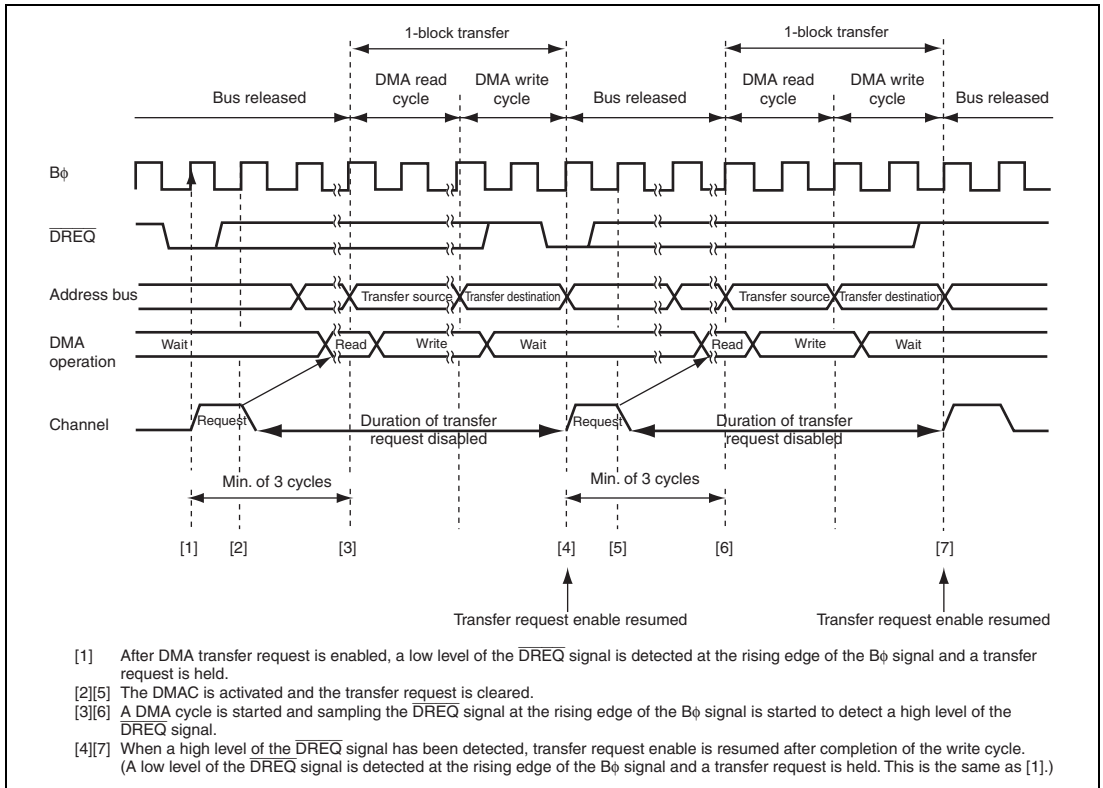 1-block transfer 1-block transfer
DMA read cycle DMA write cycle DMA read cycle DMA write cycle
Bus released Bus released Bus released
Bϕ
DREQ
Address bus Transfer source Transfer destination Transfer source Transfer destination
DMA operation Wait Read Write Wait Read Write Wait
Channel Request Duration of transfer request disabled Request Duration of transfer request disabled
Min. of 3 cycles Min. of 3 cycles
[1] [2] [3] [4] [5] [6] [7]
Transfer request enable resumed Transfer request enable resumed
[1] After DMA transfer request is enabled, a low level of the DREQ signal is detected at the rising edge of the Bϕ signal and a transfer
request is held.
[2][5] The DMAC is activated and the transfer request is cleared.
[3][6] A DMA cycle is started and sampling the DREQ signal at the rising edge of the Bϕ signal is started to detect a high level of the
DREQ signal.
[4][7] When a high level of the DREQ signal has been detected, transfer request enable is resumed after completion of the write cycle.
(A low level of the DREQ signal is detected at the rising edge of the Bϕ signal and a transfer request is held. This is the same as [1].)